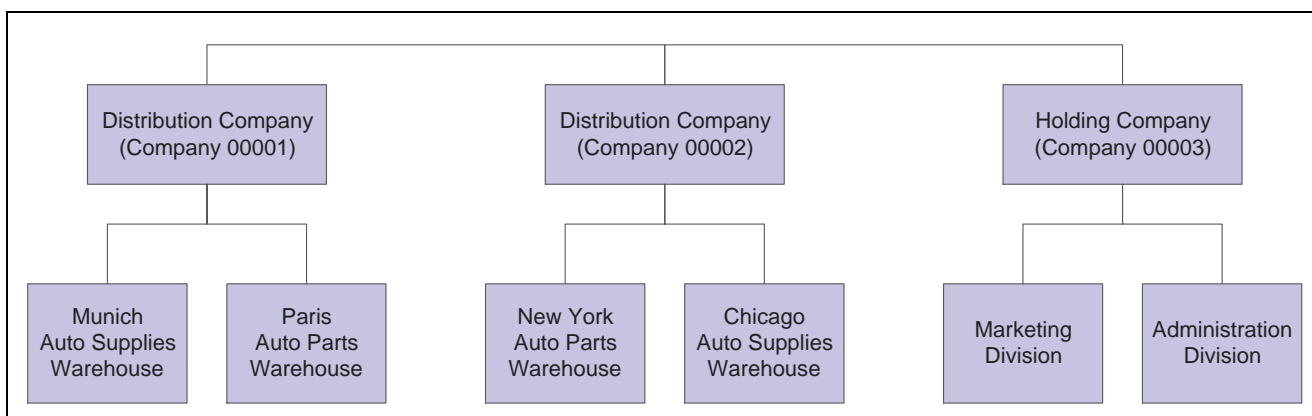 Distribution Company
(Company 00001)
Distribution Company
(Company 00002)
Holding Company
(Company 00003)
Munich
Auto Supplies
Warehouse
Paris
Auto Parts
Warehouse
New York
Auto Parts
Warehouse
Chicago
Auto Supplies
Warehouse
Marketing
Division
Administration
Division